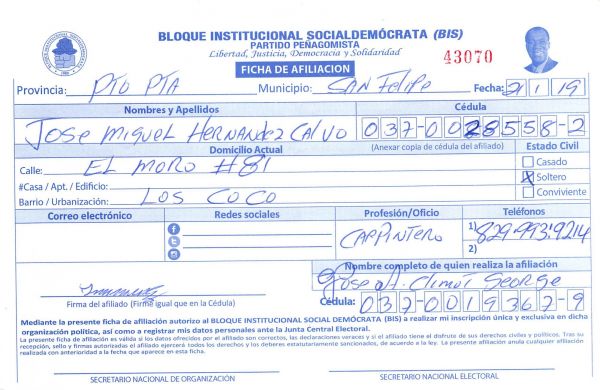 BLOQUE INSTITUCIONAL SOCIALDEMÓCRATA (BIS)
PARTIDO PEÑAGOMISTA
Libertad, Justicia, Democracia y Solidaridad
43070
FICHA DE AFILIACION
Provincia: PTO PTA Municipio: SAN Felipe Fecha: 21/1/19
Nombres y Apellidos Cédula
Jose Miguel HERNANdez CAlvo 037-0028558-2
Domicilio Actual (Anexar copia de cédula del afiliado) Estado Civil
Calle: EL MORO #81 Casado
#Casa / Apt. / Edificio: X Soltero
Barrio / Urbanización: LOS COCO Conviviente
Correo electrónico Redes sociales Profesión/Oficio Teléfonos
CARPINTERO 1) 829-993-9214
2)
Nombre completo de quien realiza la afiliación
Jose A. George
Firma del afiliado (Firme igual que en la Cédula) Cédula: 037-0019367-9
Mediante la presente ficha de afiliación autorizo al BLOQUE INSTITUCIONAL SOCIAL DEMÓCRATA (BIS) a realizar mi inscripción única y exclusiva en dicha
organización política, así como a registrar mis datos personales ante la Junta Central Electoral.
La presente ficha de afiliación es válida si los datos ofrecidos por el afiliado son correctos, las declaraciones veraces y si el afiliado tiene el disfrute de sus derechos civiles y políticos. Tras su
recepción, sello y firmas autorizadas el afiliado ejercerá todos los derechos y los deberes estatutariamente sancionados, de acuerdo a la ley. La presente afiliación anula cualquier afiliación
realizada con anterioridad a la fecha que aparece en esta ficha.
SECRETARIO NACIONAL DE ORGANIZACIÓN SECRETARIO NACIONAL ELECTORAL